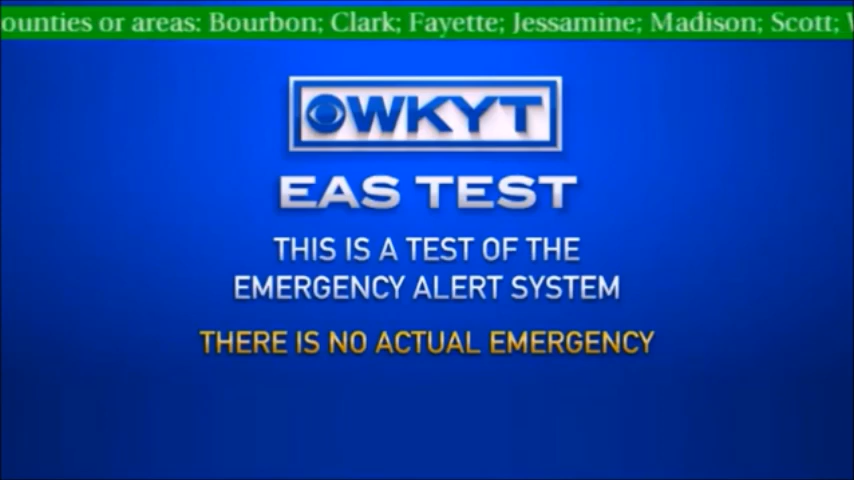 ounties or areas: Bourbon; Clark; Fayette; Jessamine; Madison; Scott;
WKYT
EAS TEST
THIS IS A TEST OF THE
EMERGENCY ALERT SYSTEM
THERE IS NO ACTUAL EMERGENCY